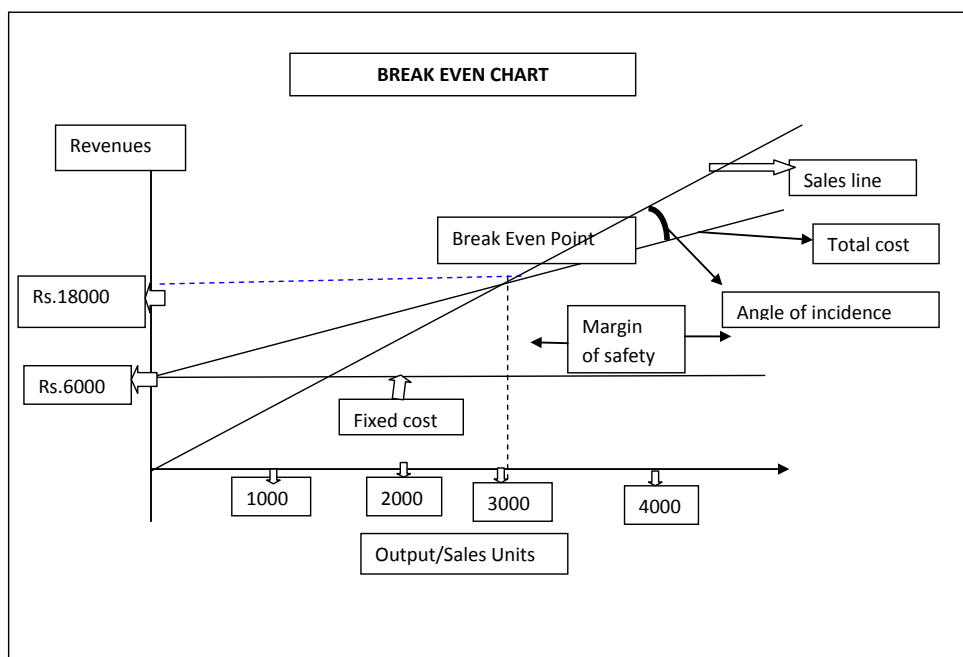 BREAK EVEN CHART
Revenues
Sales line
Break Even Point
Total cost
Rs.18000
Angle of incidence
Margin
of safety
Rs.6000
Fixed cost
1000
2000
3000
4000
Output/Sales Units